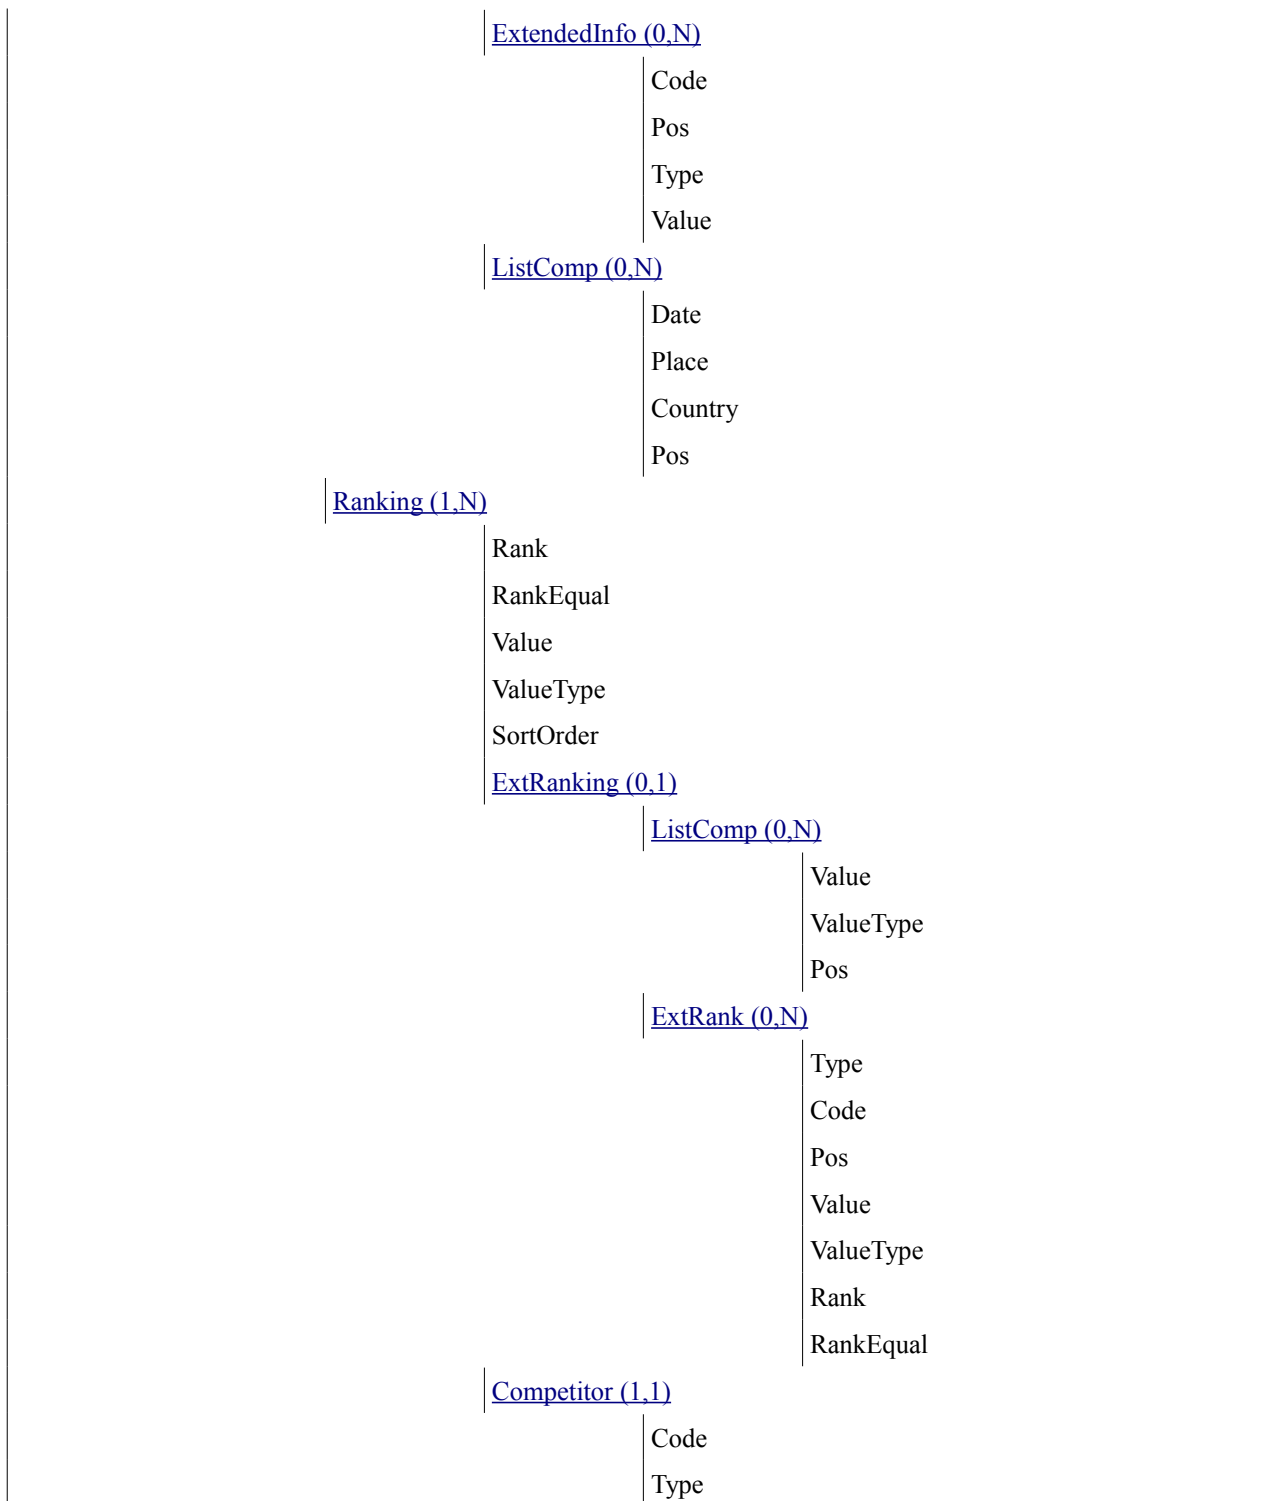 ExtendedInfo (0,N)
Code
Pos
Type
Value
ListComp (0,N)
Date
Place
Country
Pos
Ranking (1,N)
Rank
RankEqual
Value
ValueType
SortOrder
ExtRanking (0,1)
ListComp (0,N)
Value
ValueType
Pos
ExtRank (0,N)
Type
Code
Pos
Value
ValueType
Rank
RankEqual
Competitor (1,1)
Code
Type